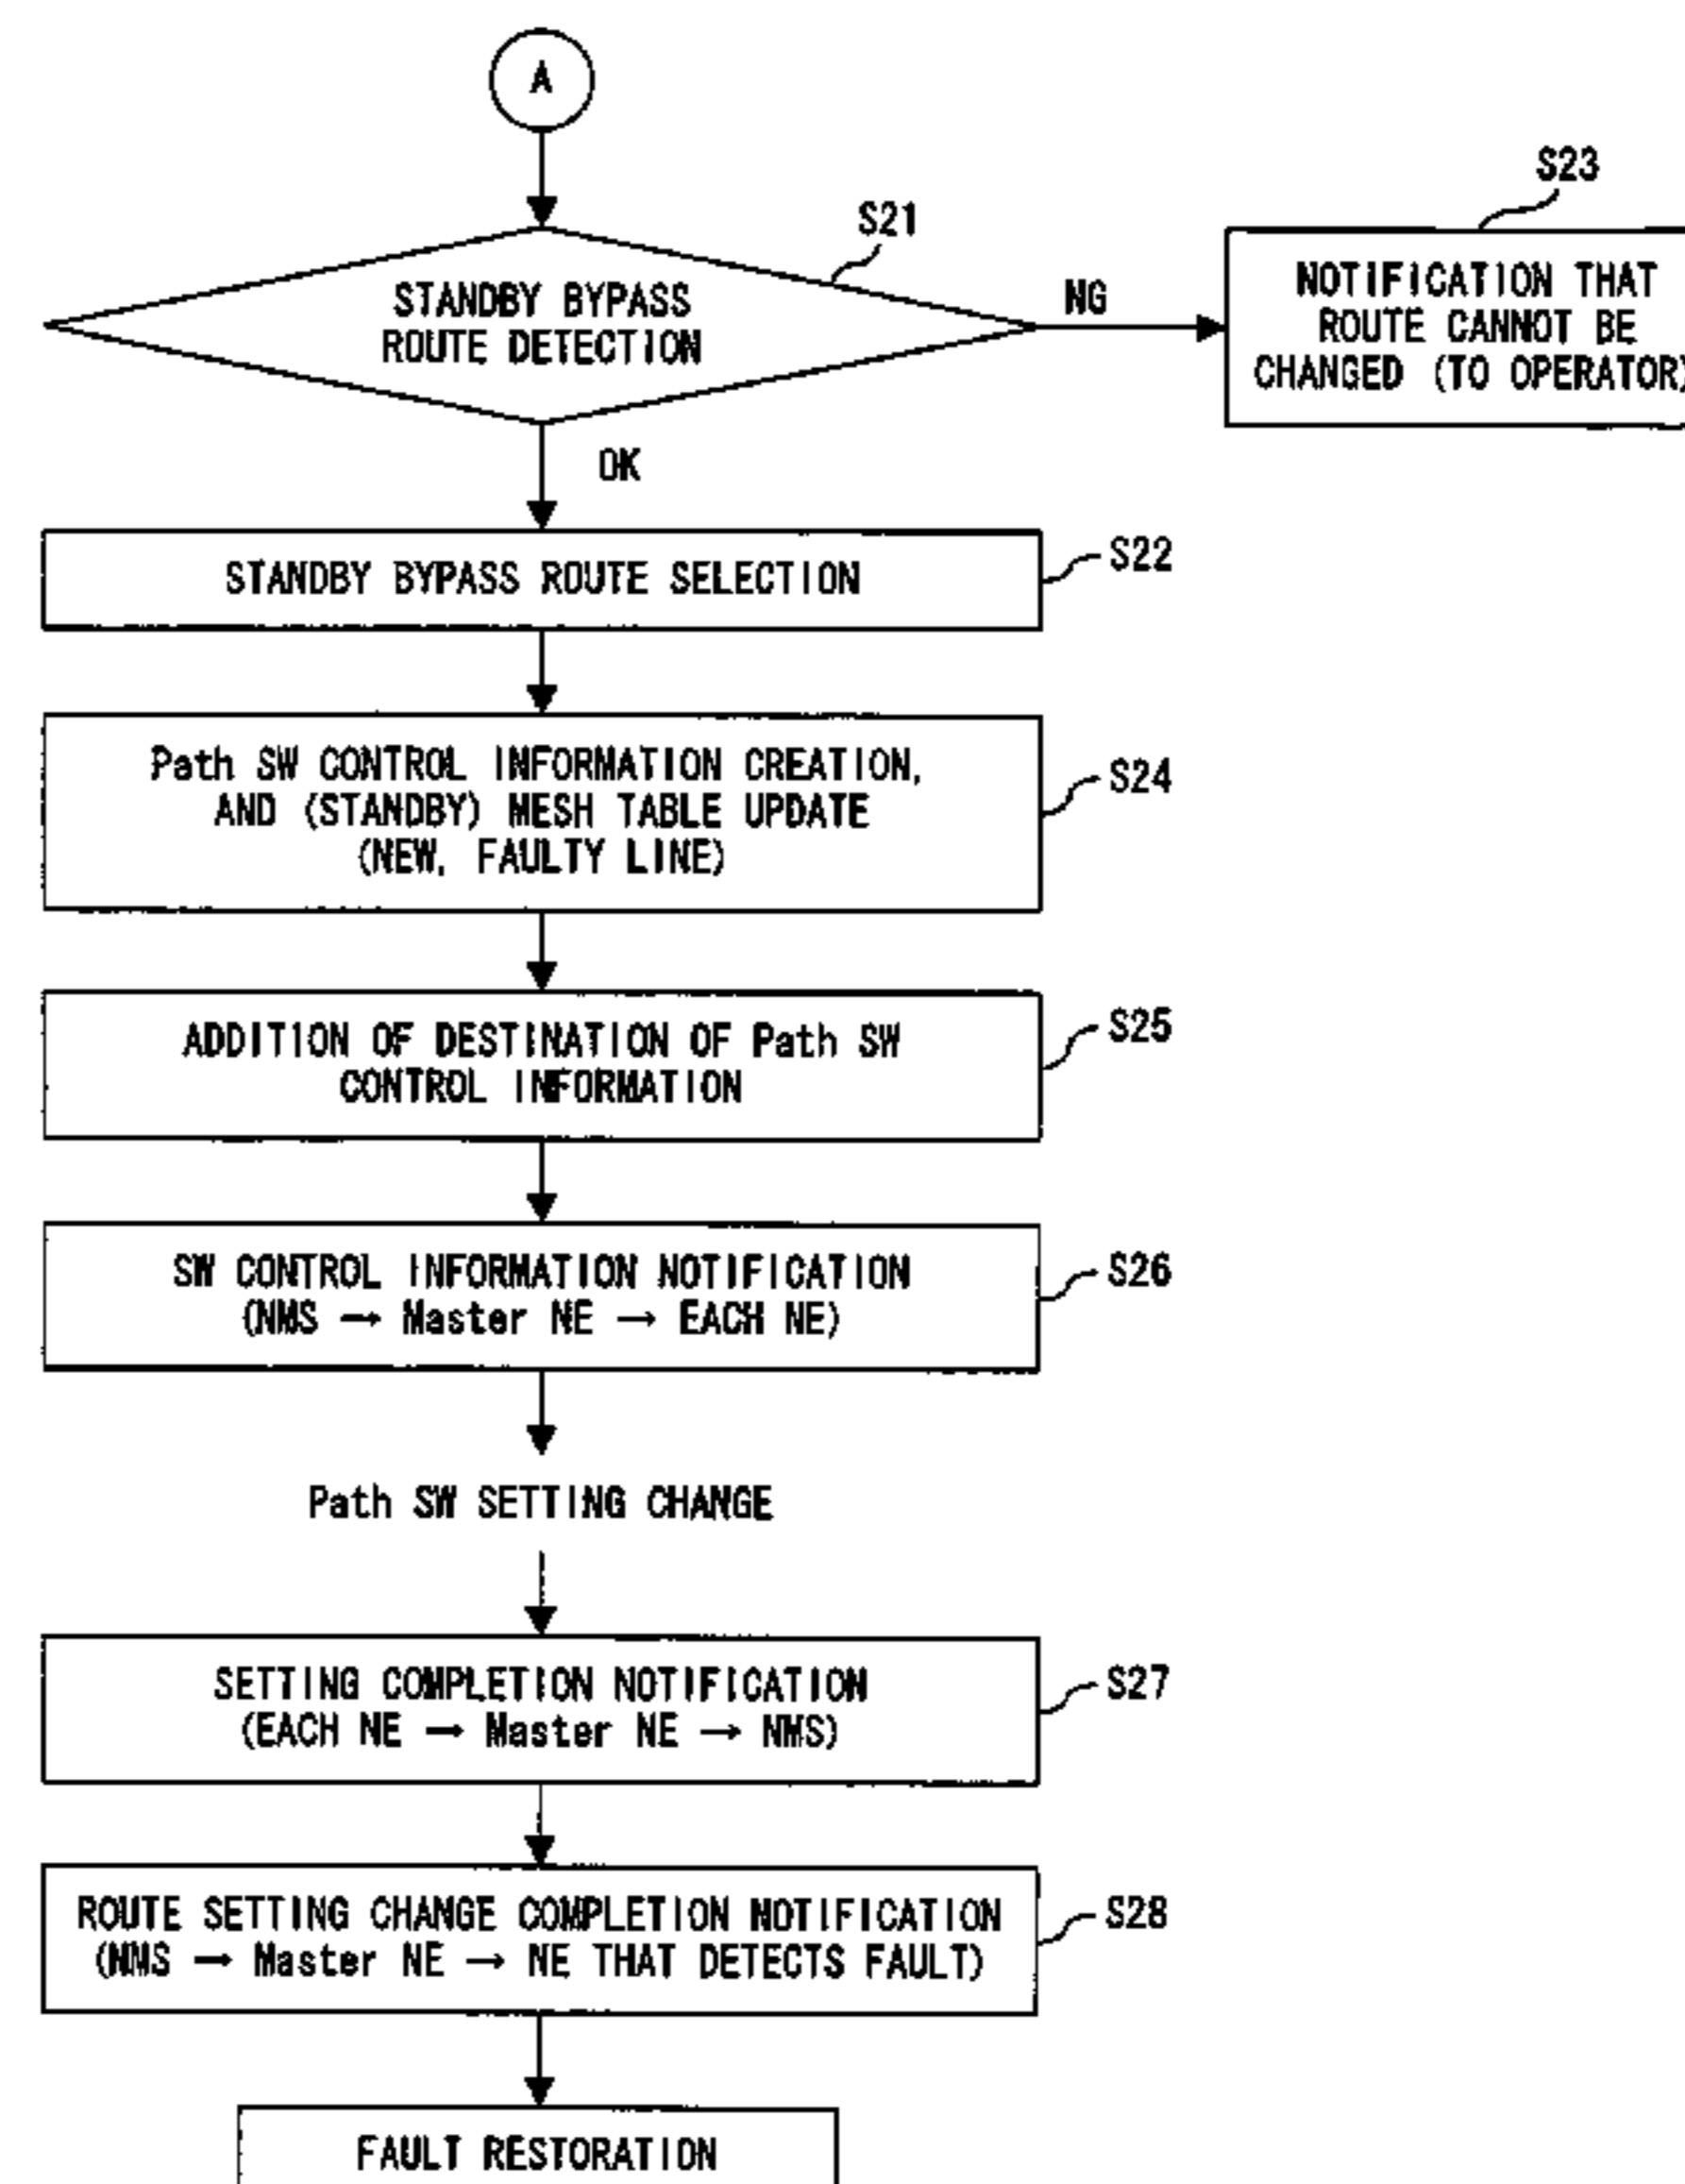 A
S21
STANDBY BYPASS
ROUTE DETECTION
NG
S23
NOTIFICATION THAT
ROUTE CANNOT BE
CHANGED (TO OPERATOR)
OK
STANDBY BYPASS ROUTE SELECTION
S22
Path SW CONTROL INFORMATION CREATION,
AND (STANDBY) MESH TABLE UPDATE
(NEW, FAULTY LINE)
S24
ADDITION OF DESTINATION OF Path SW
CONTROL INFORMATION
S25
SW CONTROL INFORMATION NOTIFICATION
(NMS → Master NE → EACH NE)
S26
Path SW SETTING CHANGE
SETTING COMPLETION NOTIFICATION
(EACH NE → Master NE → NMS)
S27
ROUTE SETTING CHANGE COMPLETION NOTIFICATION
(NMS → Master NE → NE THAT DETECTS FAULT)
S28
FAULT RESTORATION